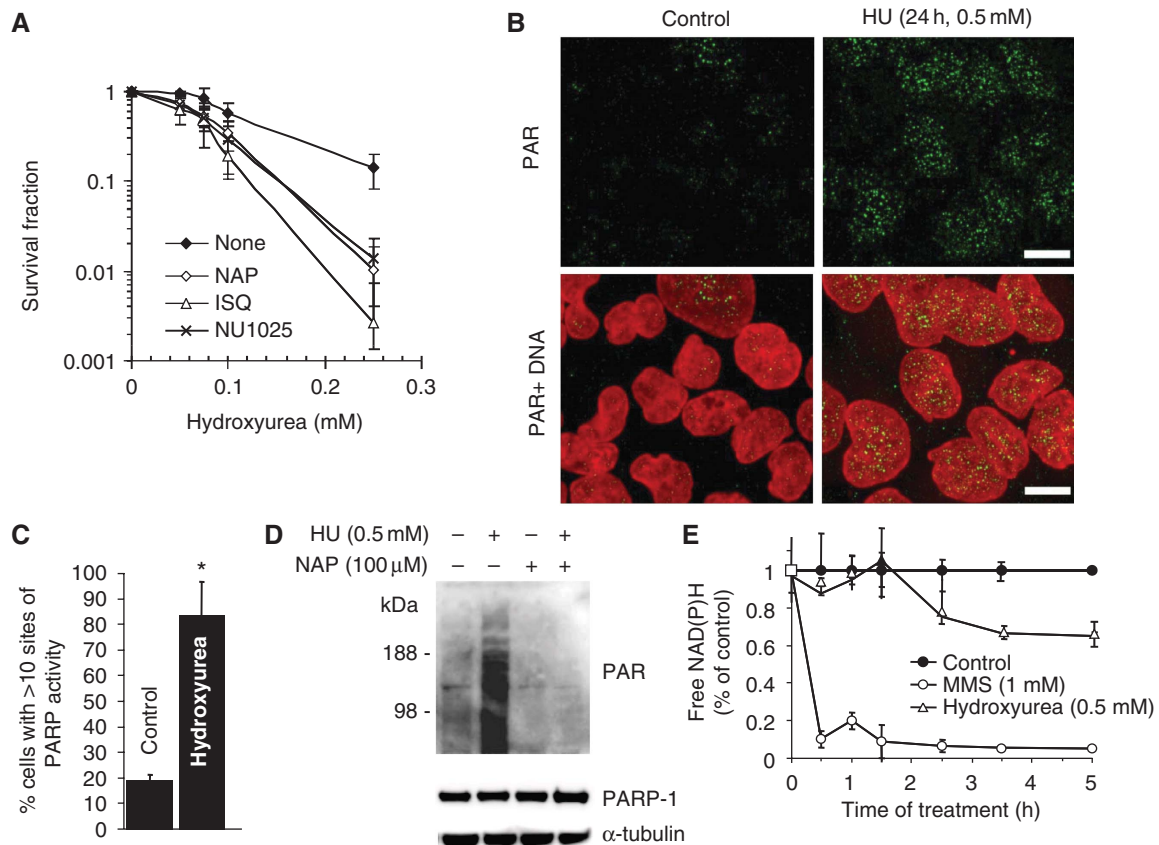 A
1
0.1
0.01
0.001
Survival fraction
None
NAP
ISQ
NU1025
0
0.1
0.2
0.3
Hydroxyurea (mM)
B
Control
HU (24 h, 0.5 mM)
PAR
PAR+ DNA
C
% cells with >10 sites of
PARP activity
100
90
80
70
60
50
40
30
20
10
0
Control
Hydroxyurea
*
D
HU (0.5 mM) – + – +
NAP (100 μM) – – + +
kDa
188 -
98 -
PAR
PARP-1
α-tubulin
E
Free NAD(P)H
(% of control)
1
0.8
0.6
0.4
0.2
0
Control
MMS (1 mM)
Hydroxyurea (0.5 mM)
0
1
2
3
4
5
Time of treatment (h)